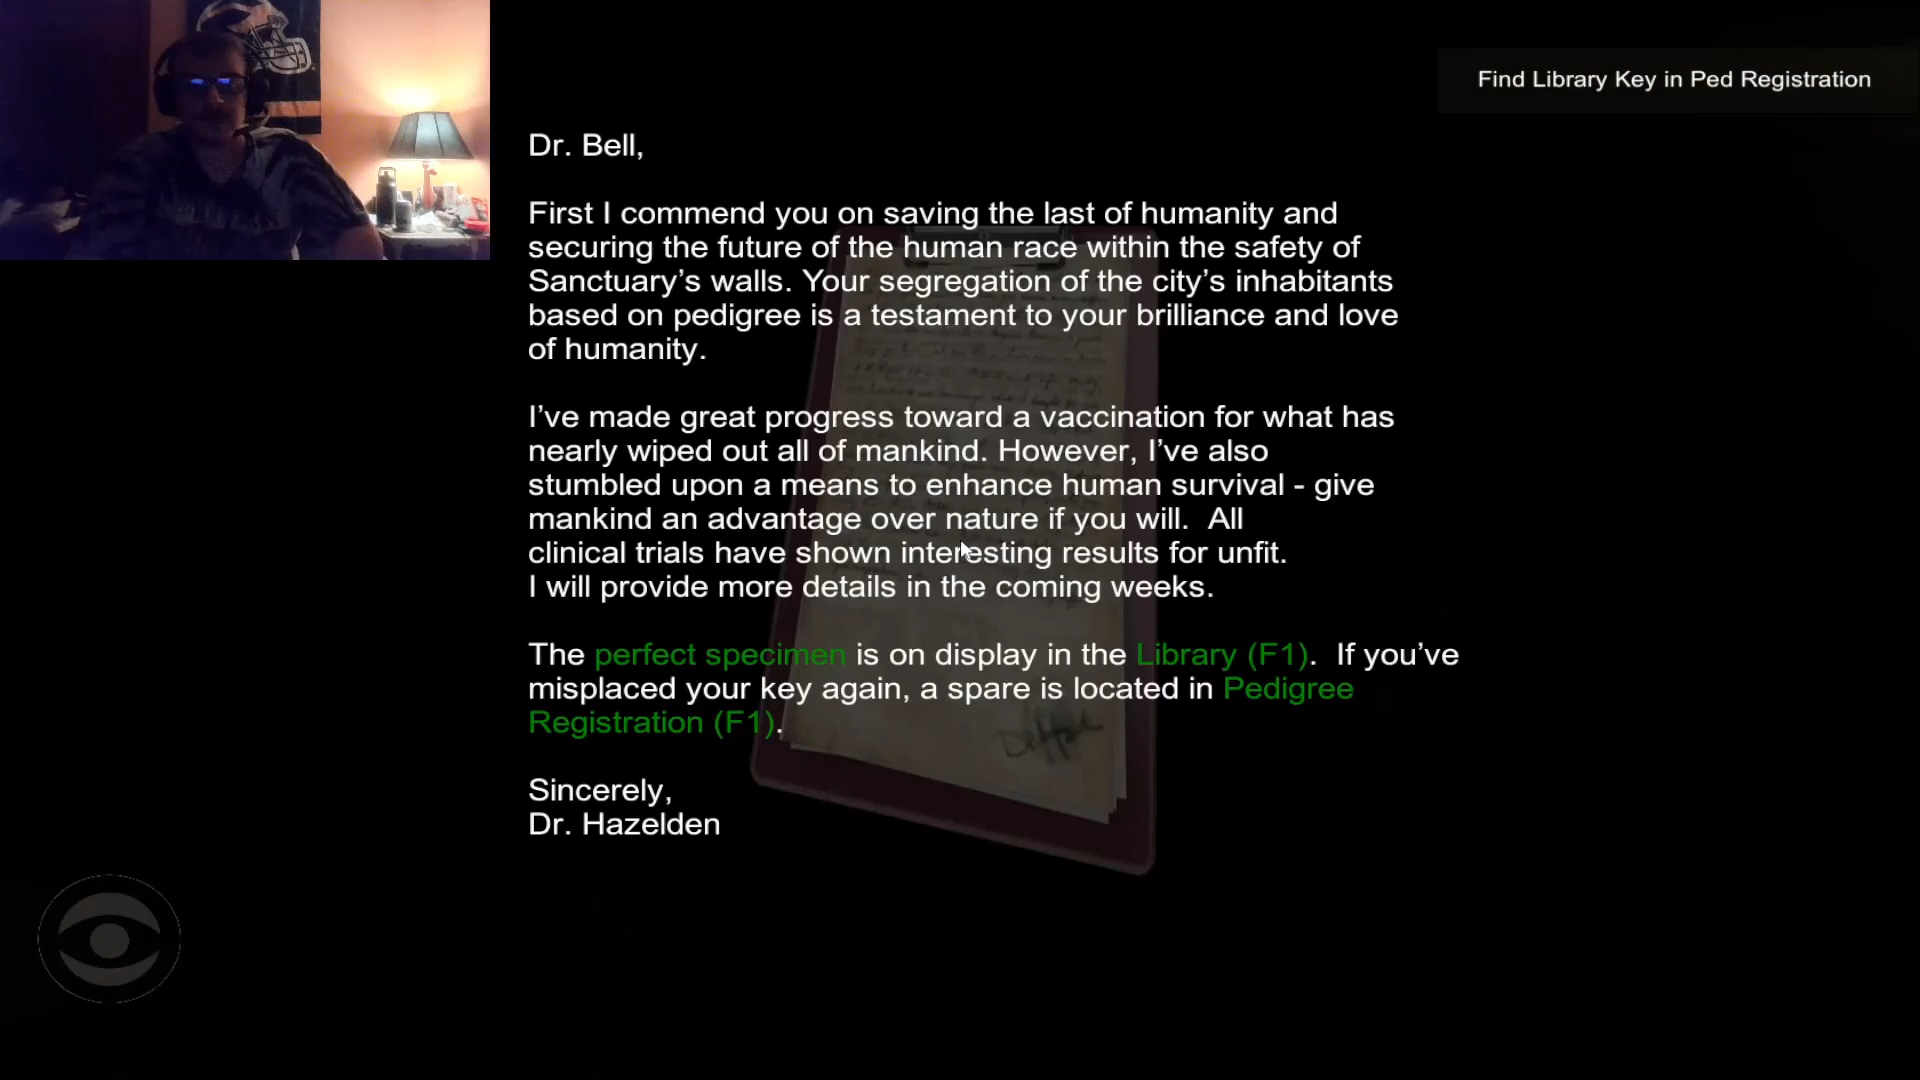 Find Library Key in Ped Registration
Dr. Bell,
First I commend you on saving the last of humanity and
securing the future of the human race within the safety of
Sanctuary's walls. Your segregation of the city's inhabitants
based on pedigree is a testament to your brilliance and love
of humanity.
I've made great progress toward a vaccination for what has
nearly wiped out all of mankind. However, I've also
stumbled upon a means to enhance human survival - give
mankind an advantage over nature if you will.  All
clinical trials have shown interesting results for unfit.
I will provide more details in the coming weeks.
The perfect specimen is on display in the Library (F1).  If you've
misplaced your key again, a spare is located in Pedigree
Registration (F1).
Sincerely,
Dr. Hazelden